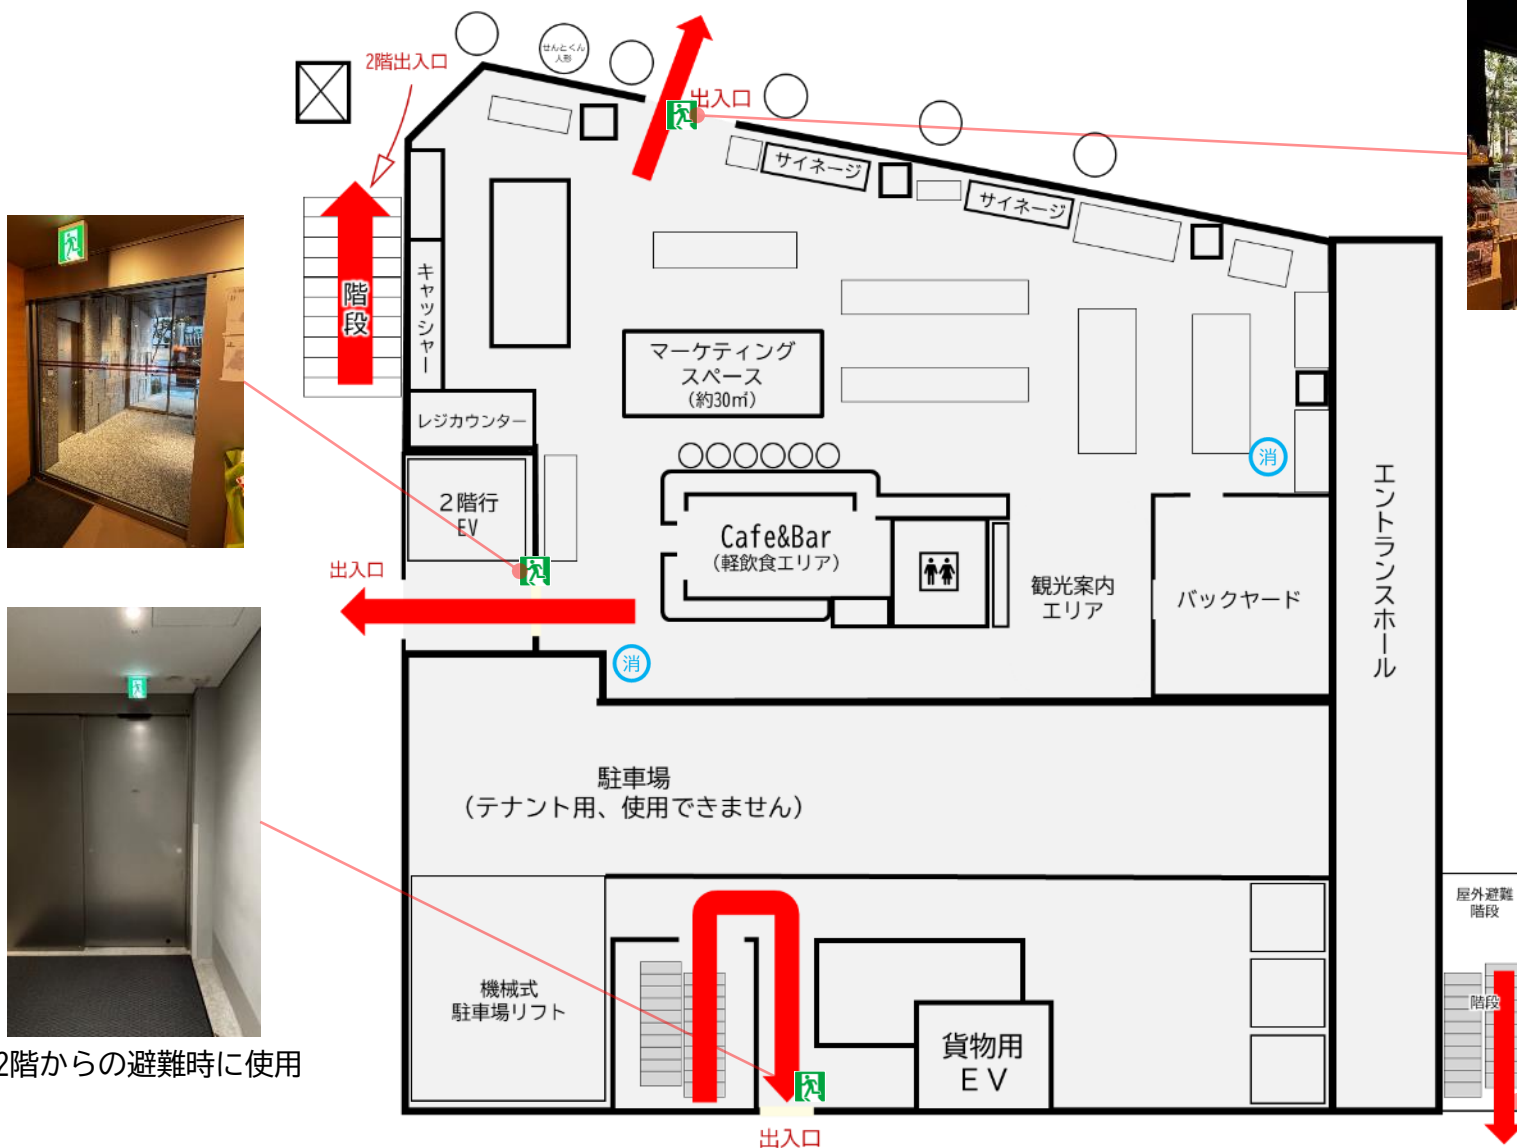 せんとくん
人形
2階出入口
出入口
サイネージ
サイネージ
階段
キャッシャー
マーケティング
スペース
(約30㎡)
レジカウンター
2階行
EV
消
Cafe&Bar
(軽飲食エリア)
出入口
観光案内
エリア
バックヤード
エントランスホール
消
駐車場
(テナント用、使用できません)
屋外避難
階段
機械式
駐車場リフト
階段
貨物用
EV
2階からの避難時に使用
出入口